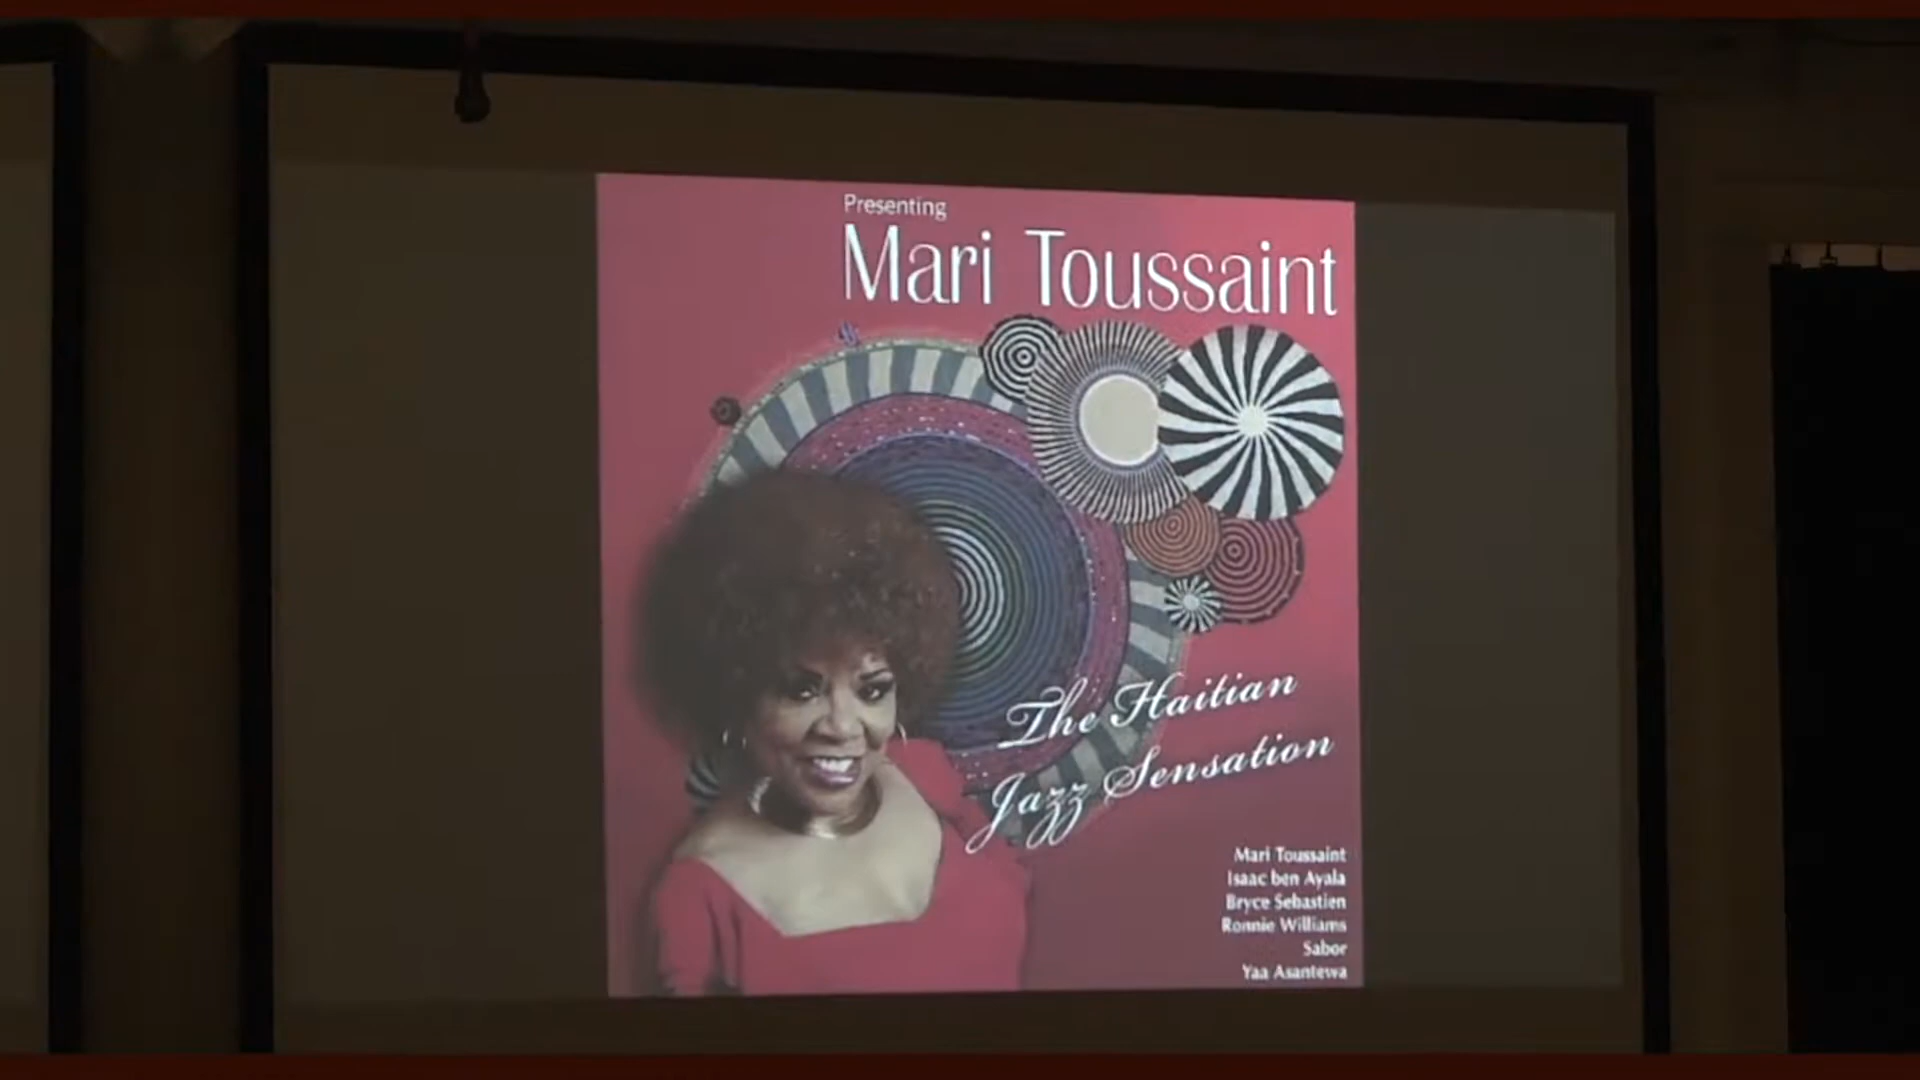 Presenting
Mari Toussaint
The Haitian
Jazz Sensation
Mari Toussaint
Isaac ben Ayala
Bryce Sebastien
Ronnie Williams
Sabor
Yaa Asantewa